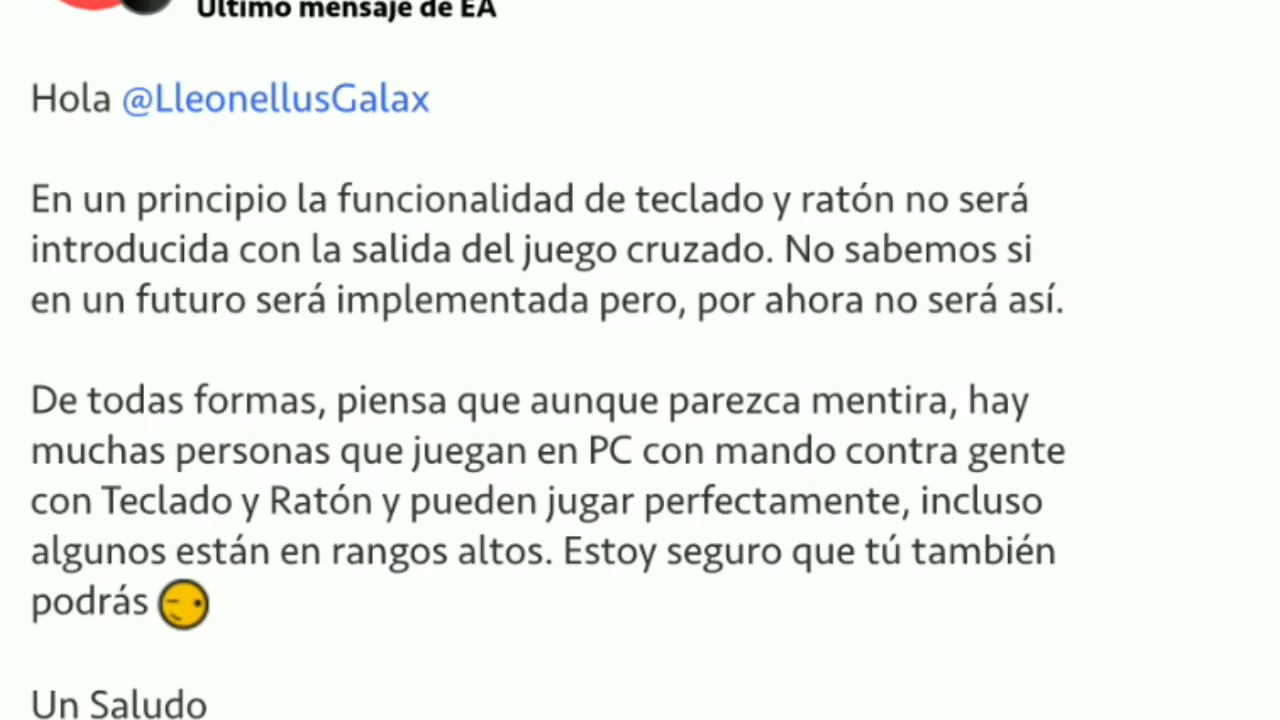 Último mensaje de EA
Hola @LleonellusGalax
En un principio la funcionalidad de teclado y ratón no será
introducida con la salida del juego cruzado. No sabemos si
en un futuro será implementada pero, por ahora no será así.
De todas formas, piensa que aunque parezca mentira, hay
muchas personas que juegan en PC con mando contra gente
con Teclado y Ratón y pueden jugar perfectamente, incluso
algunos están en rangos altos. Estoy seguro que tú también
podrás
Un Saludo